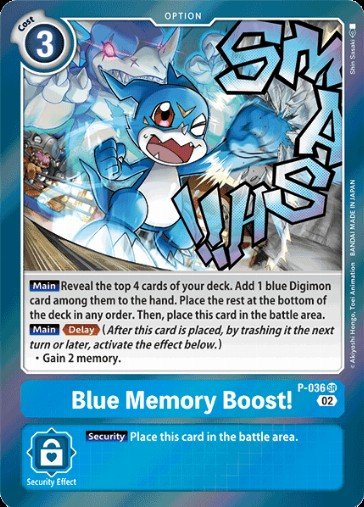 OPTION
Cost
3
SMASH!!!
Shin Sasaki
Main Reveal the top 4 cards of your deck. Add 1 blue Digimon
card among them to the hand. Place the rest at the bottom of
the deck in any order. Then, place this card in the battle area.
Main Delay (After this card is placed, by trashing it the next
turn or later, activate the effect below.)
・Gain 2 memory.
©Akiyoshi Hongo, Toei Animation BANDAI MADE IN JAPAN
P-036 SR
Blue Memory Boost!
02
Security Place this card in the battle area.
Security Effect